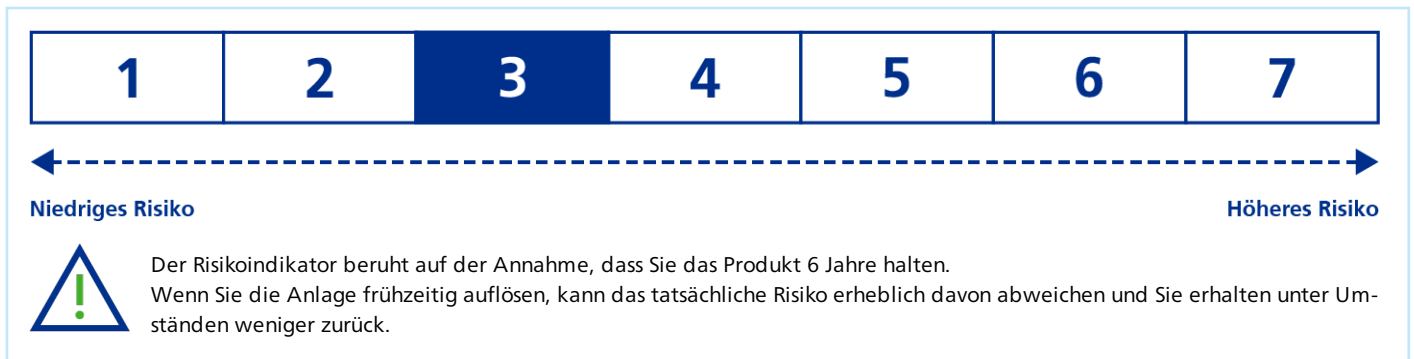 1 2 3 4 5 6 7
Niedriges Risiko Höheres Risiko
Der Risikoindikator beruht auf der Annahme, dass Sie das Produkt 6 Jahre halten.
Wenn Sie die Anlage frühzeitig auflösen, kann das tatsächliche Risiko erheblich davon abweichen und Sie erhalten unter Um-
ständen weniger zurück.